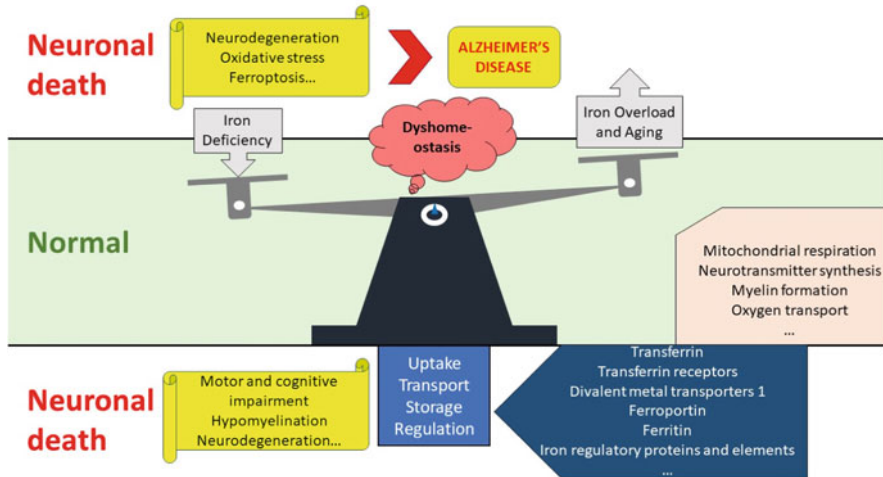 Neuronal
death
Neurodegeneration
Oxidative stress
Ferroptosis...
ALZHEIMER'S
DISEASE
Iron
Deficiency
Dyshome-
ostasis
Iron Overload
and Aging
Normal
Mitochondrial respiration
Neurotransmitter synthesis
Myelin formation
Oxygen transport
...
Neuronal
death
Motor and cognitive
impairment
Hypomyelination
Neurodegeneration...
Uptake
Transport
Storage
Regulation
Transferrin
Transferrin receptors
Divalent metal transporters 1
Ferroportin
Ferritin
Iron regulatory proteins and elements
...